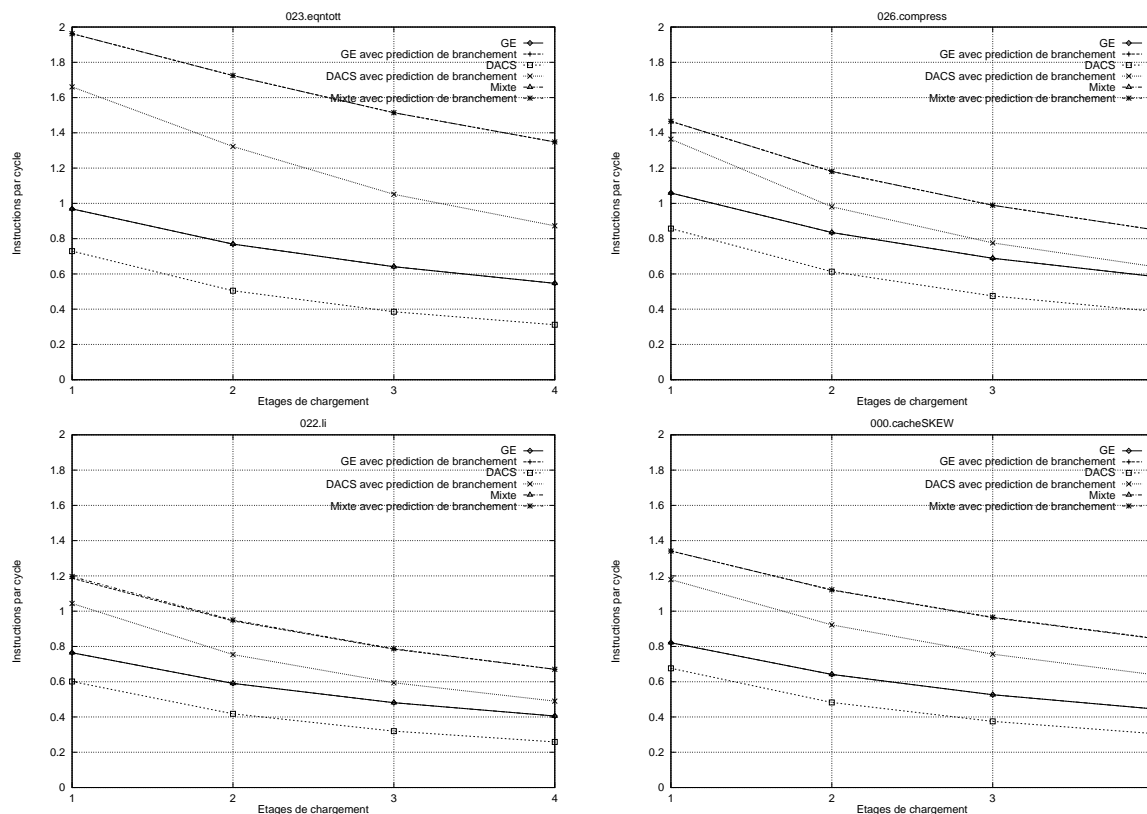 023.eqntott
2
1.8
1.6
1.4
1.2
1
0.8
0.6
0.4
0.2
0
Instructions par cycle
GE
GE avec prediction de branchement
DACS
DACS avec prediction de branchement
Mixte
Mixte avec prediction de branchement
1 2 3 4
Etages de chargement
026.compress
2
1.8
1.6
1.4
1.2
1
0.8
0.6
0.4
0.2
0
Instructions par cycle
GE
GE avec prediction de branchement
DACS
DACS avec prediction de branchement
Mixte
Mixte avec prediction de branchement
1 2 3
Etages de chargement
022.li
2
1.8
1.6
1.4
1.2
1
0.8
0.6
0.4
0.2
0
Instructions par cycle
GE
GE avec prediction de branchement
DACS
DACS avec prediction de branchement
Mixte
Mixte avec prediction de branchement
1 2 3 4
Etages de chargement
000.cacheSKEW
2
1.8
1.6
1.4
1.2
1
0.8
0.6
0.4
0.2
0
Instructions par cycle
GE
GE avec prediction de branchement
DACS
DACS avec prediction de branchement
Mixte
Mixte avec prediction de branchement
1 2 3
Etages de chargement